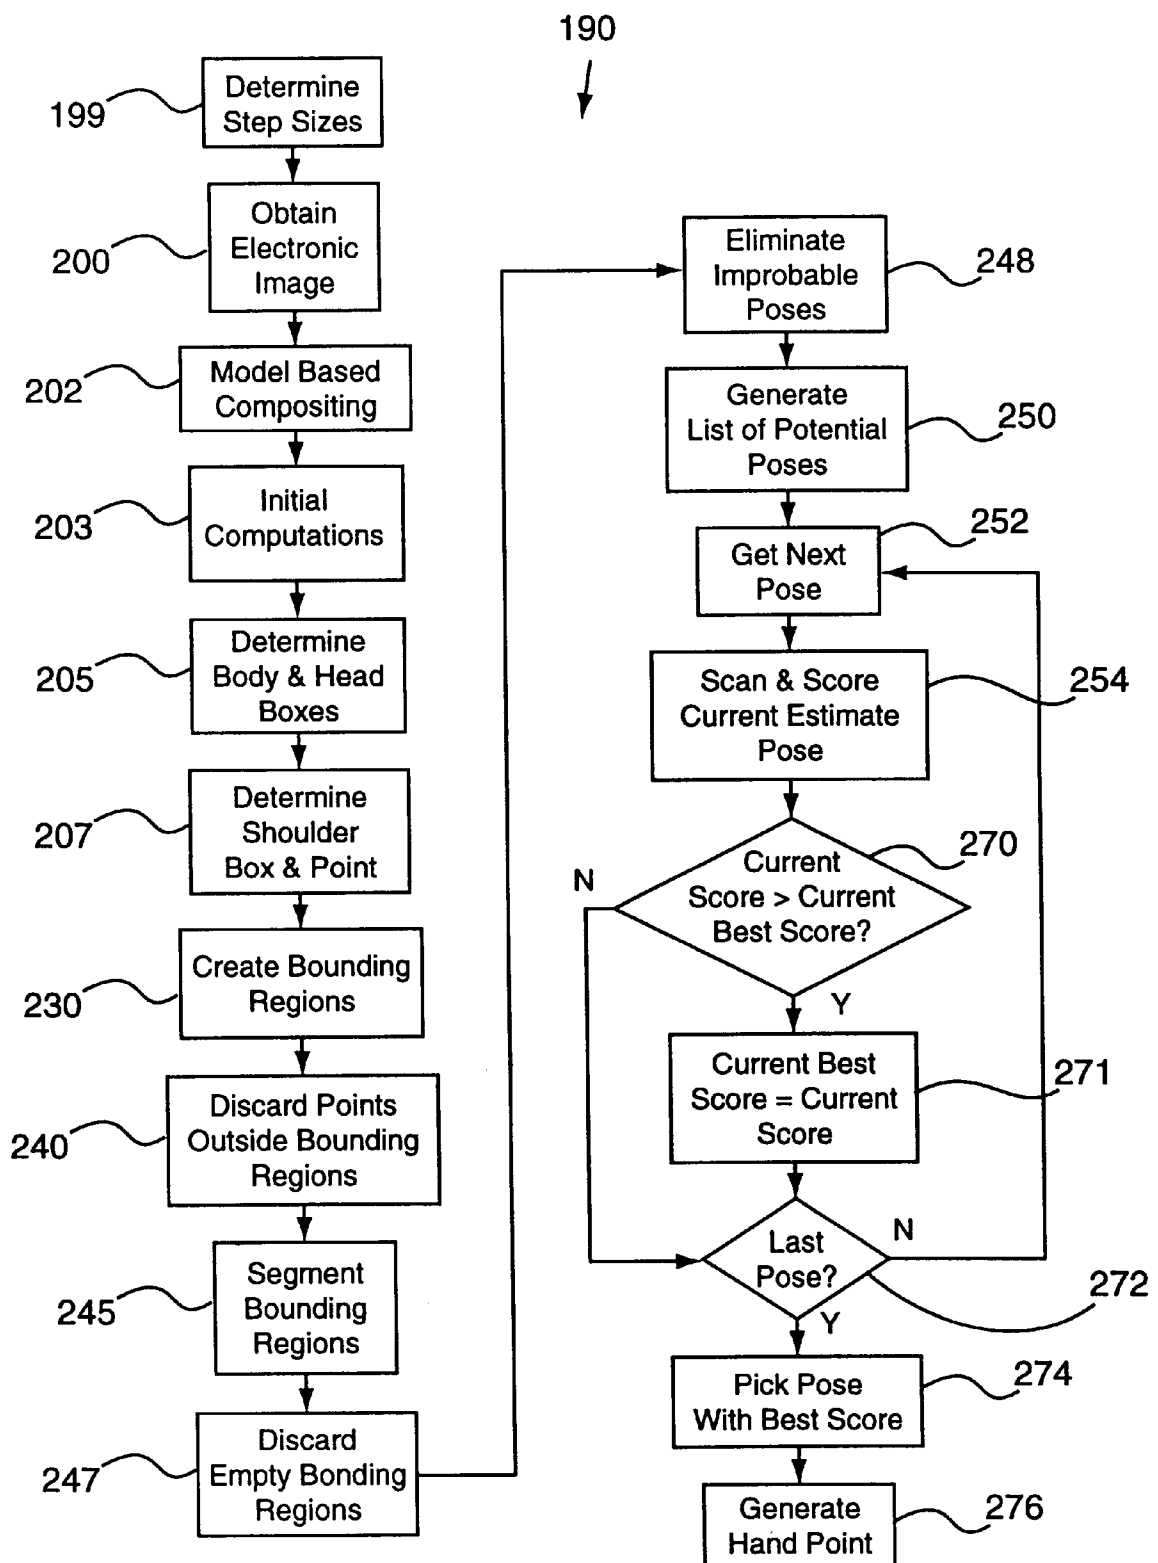 190
199
Determine
Step Sizes
200
Obtain
Electronic
Image
202
Model Based
Compositing
203
Initial
Computations
205
Determine
Body & Head
Boxes
207
Determine
Shoulder
Box & Point
230
Create Bounding
Regions
240
Discard Points
Outside Bounding
Regions
245
Segment
Bounding
Regions
247
Discard
Empty Bonding
Regions
Eliminate
Improbable
Poses
248
Generate
List of Potential
Poses
250
Get Next
Pose
252
Scan & Score
Current Estimate
Pose
254
Current
Score > Current
Best Score?
270
N
Y
Current Best
Score = Current
Score
271
Last
Pose?
N
272
Y
Pick Pose
With Best Score
274
Generate
Hand Point
276